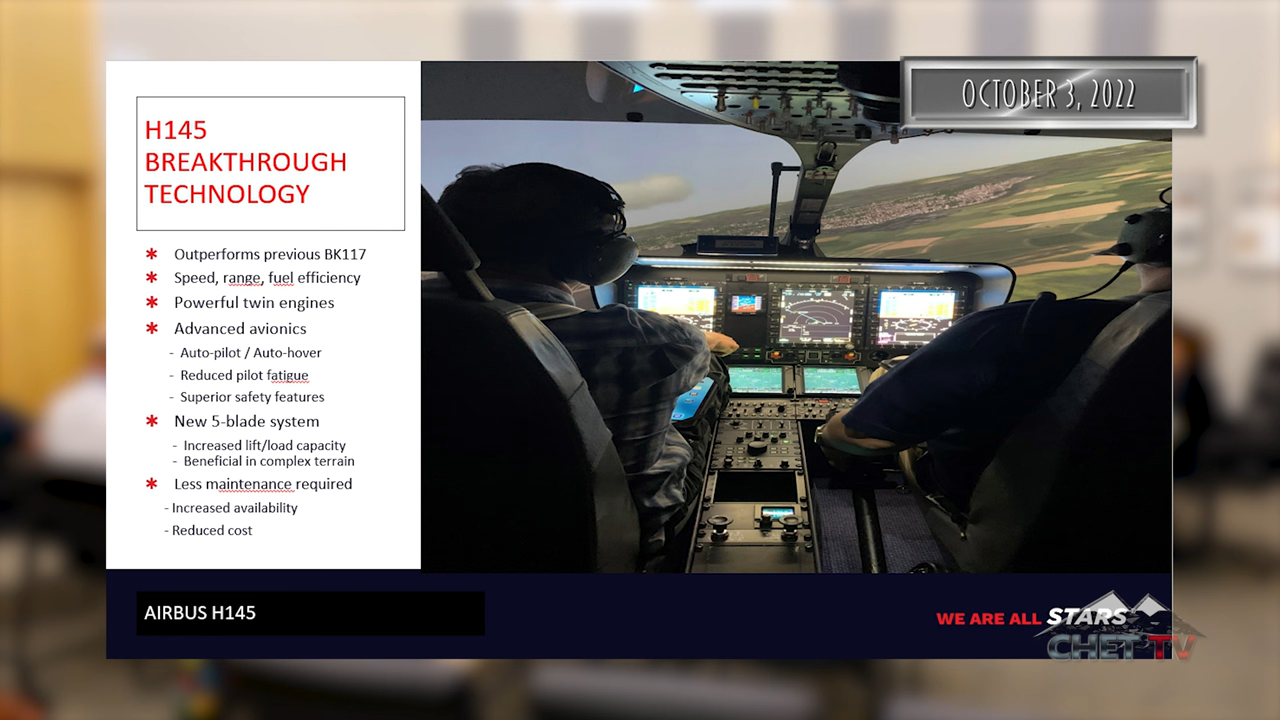 OCTOBER 3, 2022
H145
BREAKTHROUGH
TECHNOLOGY
* Outperforms previous BK117
* Speed, range, fuel efficiency
* Powerful twin engines
* Advanced avionics
- Auto-pilot / Auto-hover
- Reduced pilot fatigue
- Superior safety features
* New 5-blade system
- Increased lift/load capacity
- Beneficial in complex terrain
* Less maintenance required
- Increased availability
- Reduced cost
AIRBUS H145
WE ARE ALL STARS
CHET TV